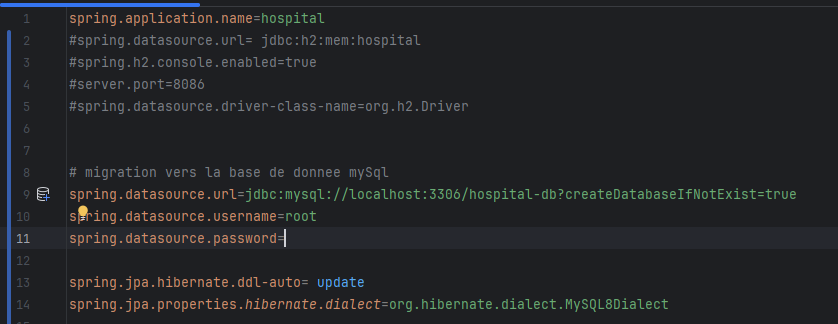 1 spring.application.name=hospital
2 #spring.datasource.url= jdbc:h2:mem:hospital
3 #spring.h2.console.enabled=true
4 #server.port=8086
5 #spring.datasource.driver-class-name=org.h2.Driver
6
7
8 # migration vers la base de donnee mySql
9 spring.datasource.url=jdbc:mysql://localhost:3306/hospital-db?createDatabaseIfNotExist=true
10 spring.datasource.username=root
11 spring.datasource.password=
12
13 spring.jpa.hibernate.ddl-auto= update
14 spring.jpa.properties.hibernate.dialect=org.hibernate.dialect.MySQL8Dialect